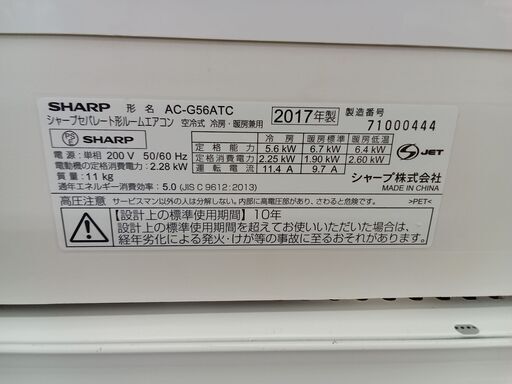 SHARP 形 名 AC-G56ATC 2017年製 製造番号
シャープセパレート形ルームエアコン 空冷式 冷房・暖房兼用 71000444
PSE SHARP 冷 房 暖房標準 暖房低温
定 格 能 力 5.6 kW 6.7 kW 6.4 kW
電 源:単相 200 V 50/60 Hz 定格消費電力 2.25 kW 1.90 kW 2.60 kW S JET
電動機の定格消費電力:2.28 kW 運 転 電 流 11.4 A 9.7 A
質 量:11 kg シャープ株式会社
通年エネルギー消費効率:5.0 (JIS C 9612:2013) MADE IN CHINA
高圧注意 サービスマン以外の人は分解しないで下さい。内部に高電圧部があり、さわると危険です。 >PET<
【設計上の標準使用期間】10年
設計上の標準使用期間を超えてお使いいただいた場合は、
経年劣化による発火・けが等の事故に至るおそれがあります。